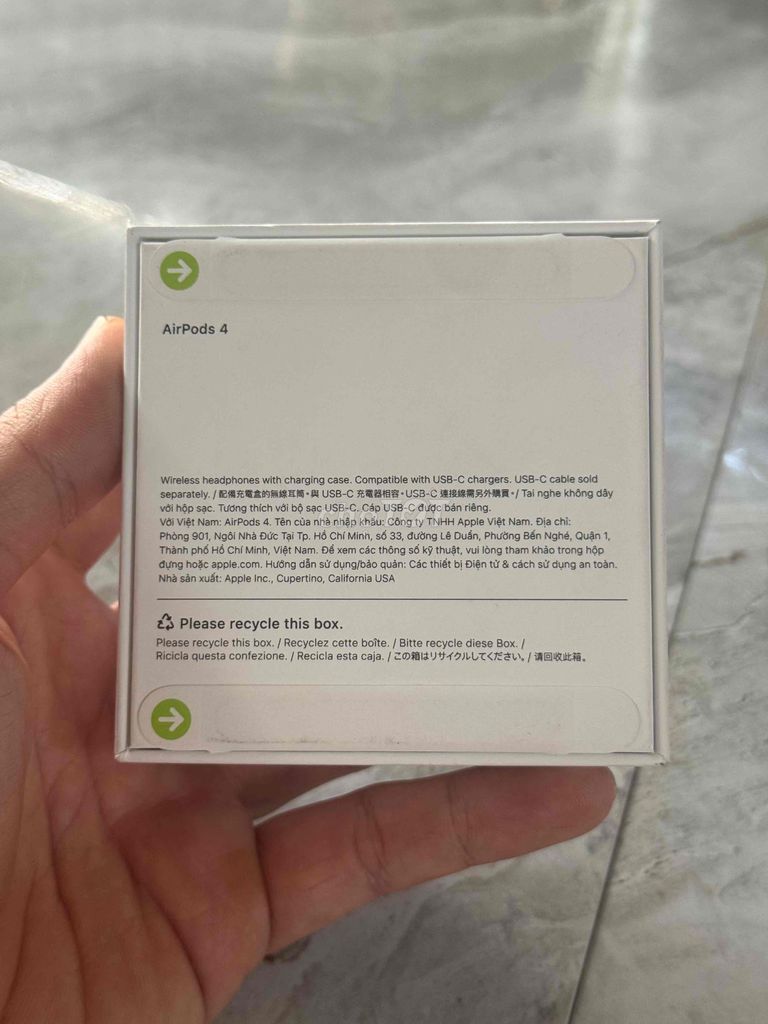 AirPods 4
Wireless headphones with charging case. Compatible with USB-C chargers. USB-C cable sold
separately. / 配備充電盒的無線耳筒。與 USB-C 充電器相容。USB-C 連接線需另外購買。/ Tai nghe không dây
với hộp sạc. Tương thích với bộ sạc USB-C. Cáp USB-C được bán riêng.
Với Việt Nam: AirPods 4. Tên của nhà nhập khẩu: Công ty TNHH Apple Việt Nam. Địa chỉ:
Phòng 901, Ngôi Nhà Đức Tại Tp. Hồ Chí Minh, số 33, đường Lê Duẩn, Phường Bến Nghé, Quận 1,
Thành phố Hồ Chí Minh, Việt Nam. Để xem các thông số kỹ thuật, vui lòng tham khảo trong hộp
đựng hoặc apple.com. Hướng dẫn sử dụng/bảo quản: Các thiết bị Điện tử & cách sử dụng an toàn.
Nhà sản xuất: Apple Inc., Cupertino, California USA
Please recycle this box.
Please recycle this box. / Recyclez cette boîte. / Bitte recycle diese Box. /
Ricicla questa confezione. / Recicla esta caja. / この箱はリサイクルしてください。/ 请回收此箱。